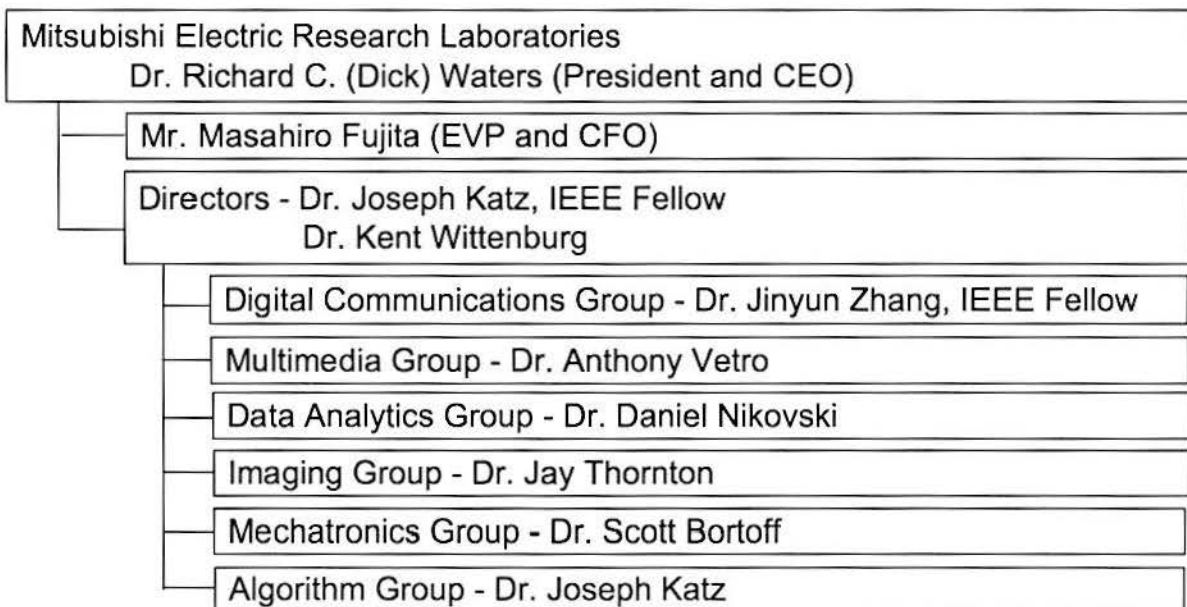 Mitsubishi Electric Research Laboratories
Dr. Richard C. (Dick) Waters (President and CEO)
Mr. Masahiro Fujita (EVP and CFO)
Directors - Dr. Joseph Katz, IEEE Fellow
Dr. Kent Wittenburg
Digital Communications Group - Dr. Jinyun Zhang, IEEE Fellow
Multimedia Group - Dr. Anthony Vetro
Data Analytics Group - Dr. Daniel Nikovski
Imaging Group - Dr. Jay Thornton
Mechatronics Group - Dr. Scott Bortoff
Algorithm Group - Dr. Joseph Katz